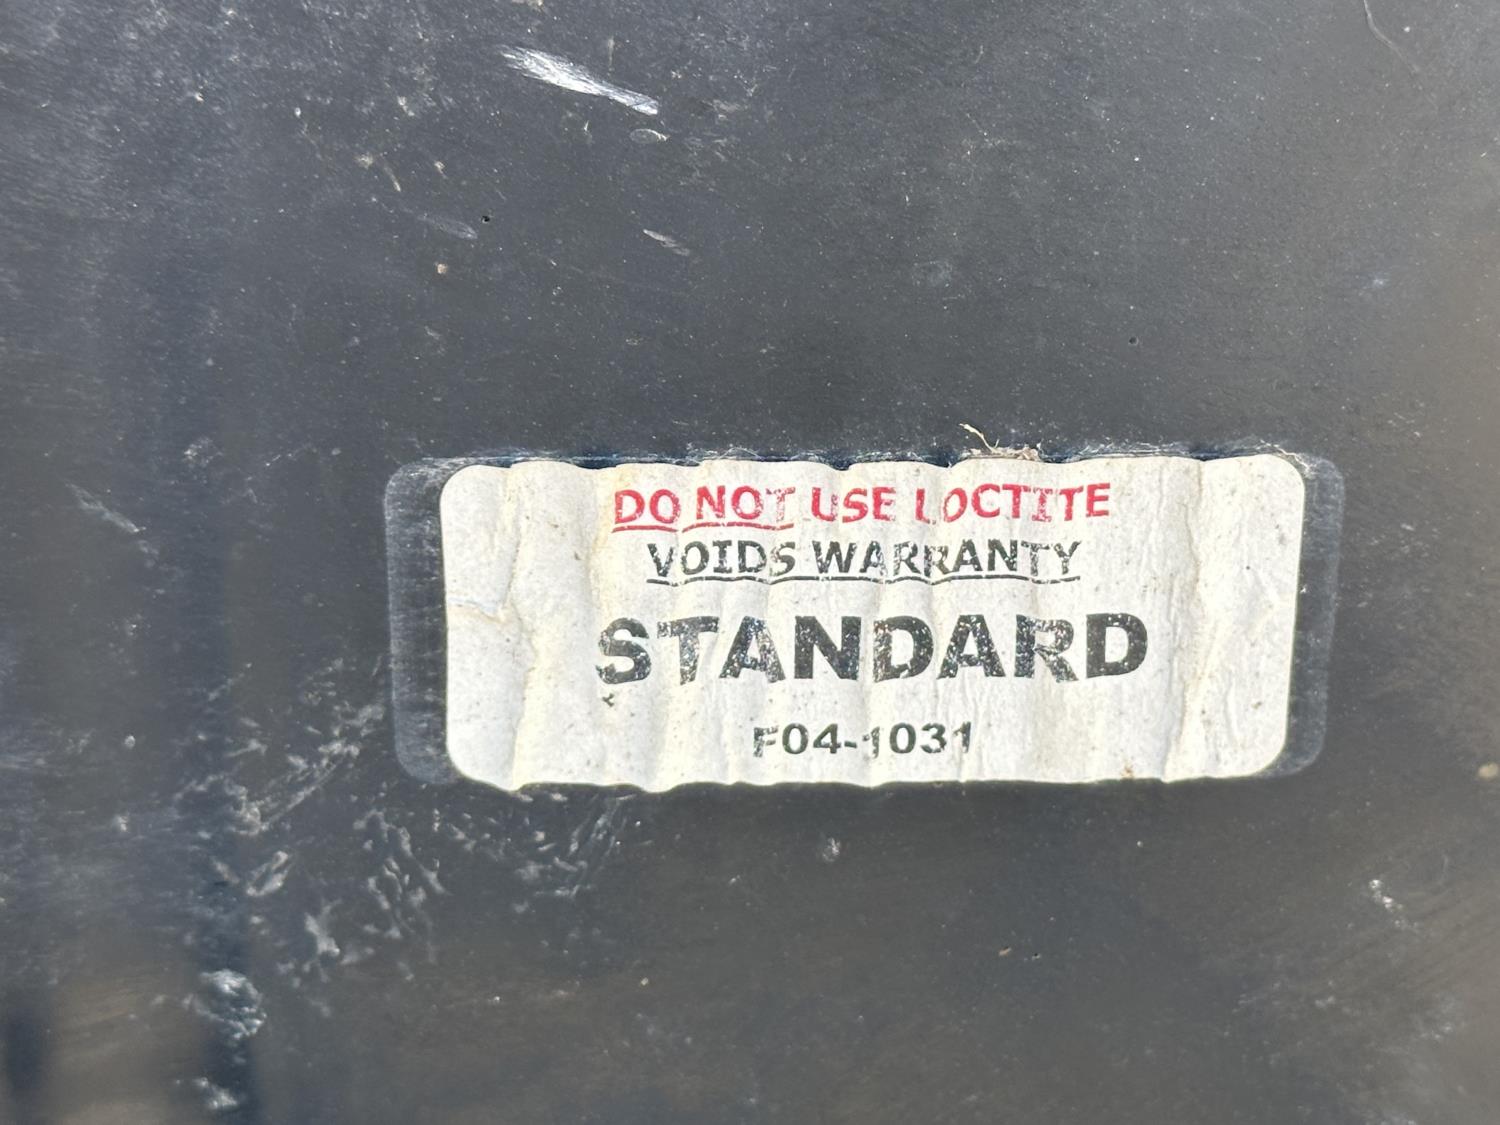 DO NOT USE LOCTITE
VOIDS WARRANTY
STANDARD
F04-1031